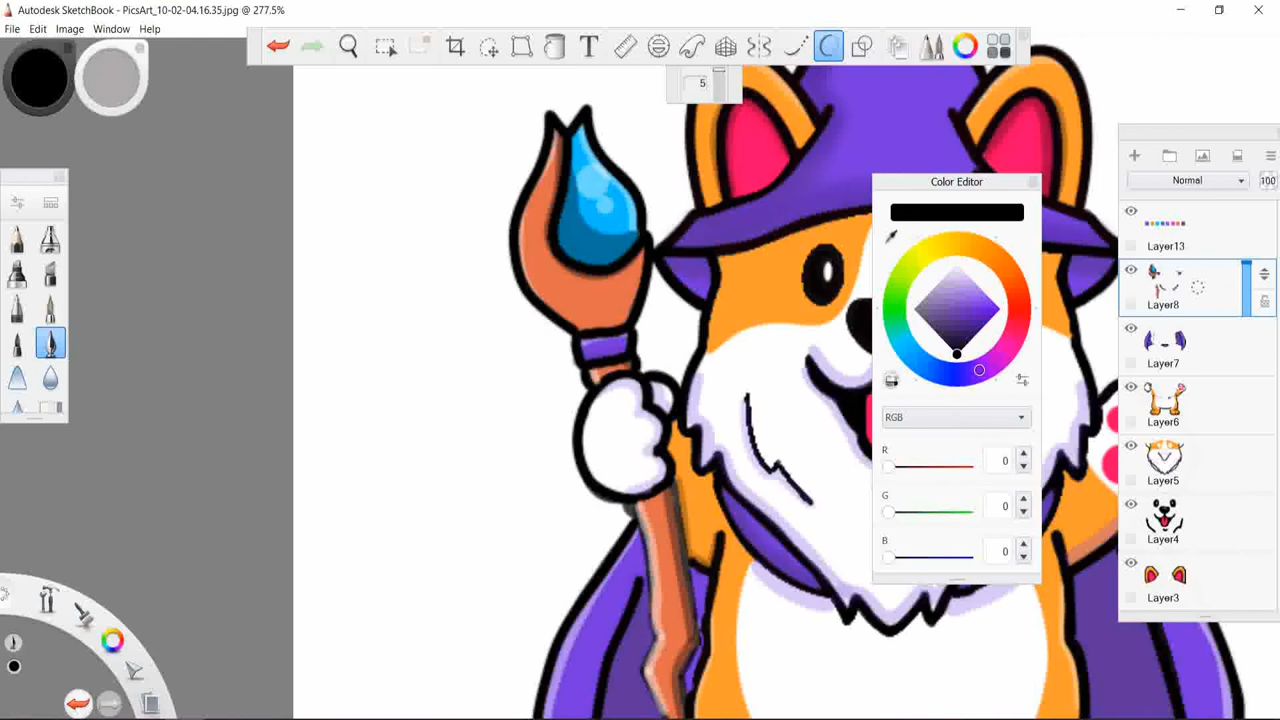 Autodesk SketchBook - PicsArt_10-02-04.16.35.jpg @ 277.5%
File Edit Image Window Help
T
5
Normal
100
Color Editor
Layer13
Layer8
Layer7
RGB
Layer6
R 0
Layer5
G 0
Layer4
B 0
Layer3